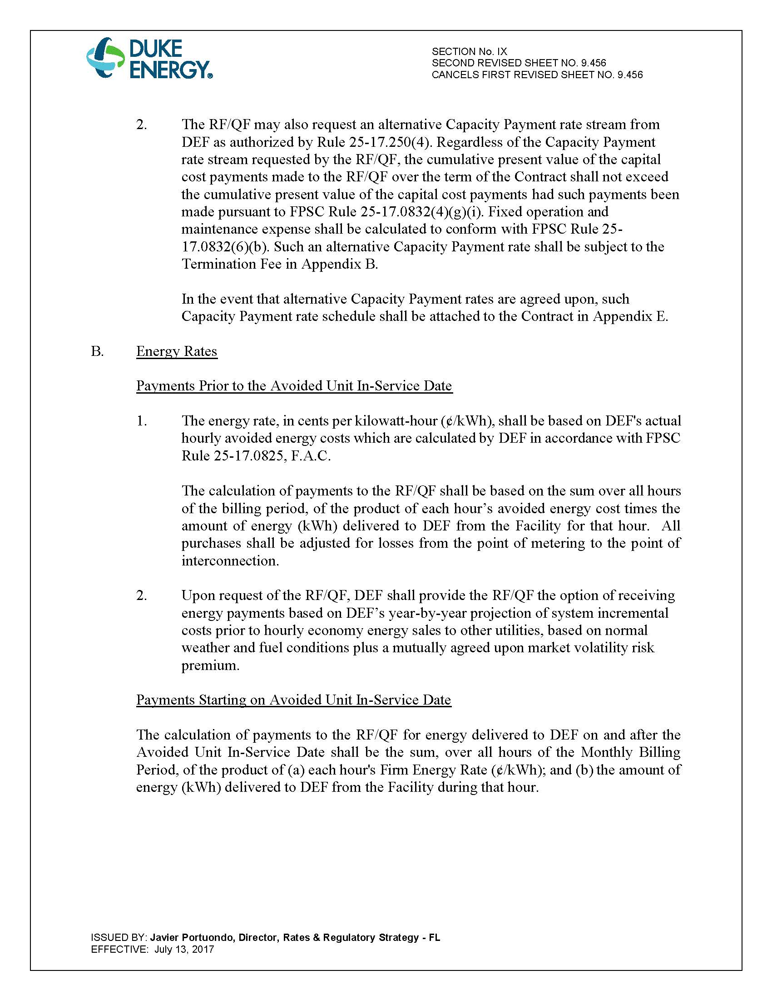 DUKE
ENERGY®
SECTION No. IX
SECOND REVISED SHEET NO. 9.456
CANCELS FIRST REVISED SHEET NO. 9.456
2. The RF/QF may also request an alternative Capacity Payment rate stream from
DEF as authorized by Rule 25-17.250(4). Regardless of the Capacity Payment
rate stream requested by the RF/QF, the cumulative present value of the capital
cost payments made to the RF/QF over the term of the Contract shall not exceed
the cumulative present value of the capital cost payments had such payments been
made pursuant to FPSC Rule 25-17.0832(4)(g)(i). Fixed operation and
maintenance expense shall be calculated to conform with FPSC Rule 25-
17.0832(6)(b). Such an alternative Capacity Payment rate shall be subject to the
Termination Fee in Appendix B.
In the event that alternative Capacity Payment rates are agreed upon, such
Capacity Payment rate schedule shall be attached to the Contract in Appendix E.
B. Energy Rates
Payments Prior to the Avoided Unit In-Service Date
1. The energy rate, in cents per kilowatt-hour (¢/kWh), shall be based on DEF's actual
hourly avoided energy costs which are calculated by DEF in accordance with FPSC
Rule 25-17.0825, F.A.C.
The calculation of payments to the RF/QF shall be based on the sum over all hours
of the billing period, of the product of each hour’s avoided energy cost times the
amount of energy (kWh) delivered to DEF from the Facility for that hour. All
purchases shall be adjusted for losses from the point of metering to the point of
interconnection.
2. Upon request of the RF/QF, DEF shall provide the RF/QF the option of receiving
energy payments based on DEF’s year-by-year projection of system incremental
costs prior to hourly economy energy sales to other utilities, based on normal
weather and fuel conditions plus a mutually agreed upon market volatility risk
premium.
Payments Starting on Avoided Unit In-Service Date
The calculation of payments to the RF/QF for energy delivered to DEF on and after the
Avoided Unit In-Service Date shall be the sum, over all hours of the Monthly Billing
Period, of the product of (a) each hour's Firm Energy Rate (¢/kWh); and (b) the amount of
energy (kWh) delivered to DEF from the Facility during that hour.
ISSUED BY: Javier Portuondo, Director, Rates & Regulatory Strategy - FL
EFFECTIVE: July 13, 2017